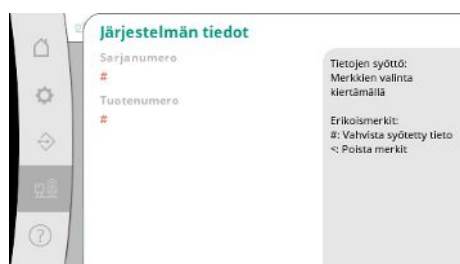 Järjestelmän tiedot
Sarjanumero
#
Tuotenumero
#
Tietojen syöttö:
Merkkien valinta
kiertämällä
Erikoismerkit:
#: Vahvista syötetty tieto
<: Poista merkit
?